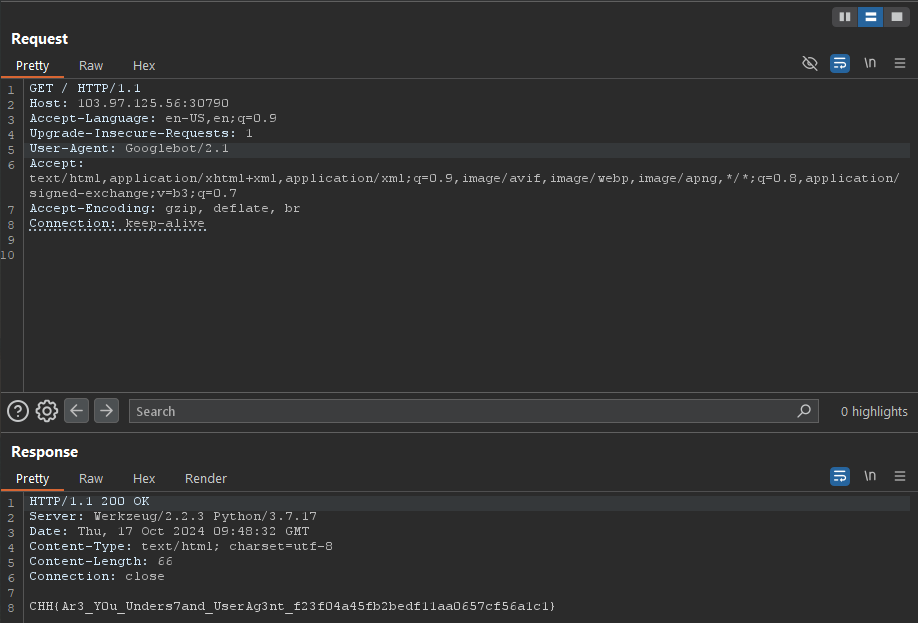 Request
Pretty Raw Hex \n
1 GET / HTTP/1.1
2 Host: 103.97.125.56:30790
3 Accept-Language: en-US,en;q=0.9
4 Upgrade-Insecure-Requests: 1
5 User-Agent: Googlebot/2.1
6 Accept:
text/html,application/xhtml+xml,application/xml;q=0.9,image/avif,image/webp,image/apng,*/*;q=0.8,application/
signed-exchange;v=b3;q=0.7
7 Accept-Encoding: gzip, deflate, br
8 Connection: keep-alive
9
10
? Search 0 highlights
Response
Pretty Raw Hex Render \n
1 HTTP/1.1 200 OK
2 Server: Werkzeug/2.2.3 Python/3.7.17
3 Date: Thu, 17 Oct 2024 09:48:32 GMT
4 Content-Type: text/html; charset=utf-8
5 Content-Length: 66
6 Connection: close
7
8 CHH{Ar3_Y0u_Unders7and_UserAg3nt_f23f04a45fb2bedf11aa0657cf56a1c1}